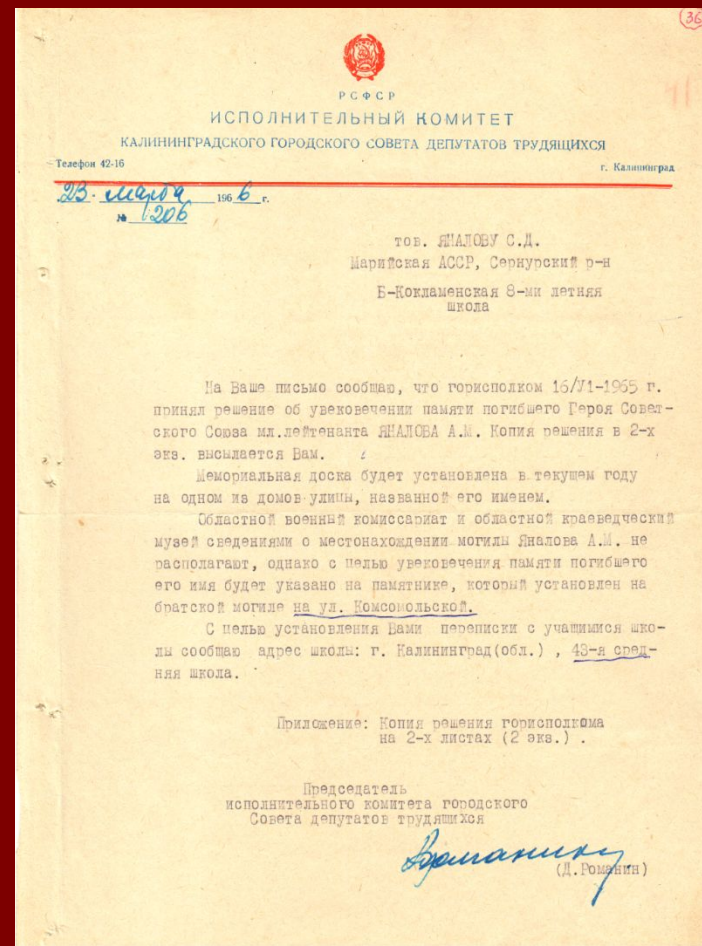 36
РСФСР
ИСПОЛНИТЕЛЬНЫЙ КОМИТЕТ
КАЛИНИНГРАДСКОГО ГОРОДСКОГО СОВЕТА ДЕПУТАТОВ ТРУДЯЩИХСЯ
Телефон 42-16 г. Калининград
23. марта 1966 г.
№ 1206
тов. ЯНАЛОВУ С.Д.
Марийская АССР, Сернурский р-н
Б-Кокламенская 8-ми летняя
школа
На Ваше письмо сообщаю, что горисполком 16/У1-1965 г.
принял решение об увековечении памяти погибшего Героя Совет-
ского Союза мл.лейтенанта ЯНАЛОВА А.М. Копия решения в 2-х
экз. высылается Вам.
Мемориальная доска будет установлена в текущем году
на одном из домов улицы, названной его именем.
Областной военный комиссариат и областной краеведческий
музей сведениями о местонахождении могилы Яналова А.М. не
располагают, однако с целью увековечения памяти погибшего
его имя будет указано на памятнике, который установлен на
братской могиле на ул. Комсомольской.
С целью установления Вами переписки с учащимися шко-
лы сообщаю адрес школы: г. Калининград(обл.) , 43-я сред-
няя школа.
Приложение: Копия решения горисполкома
на 2-х листах (2 экз.) .
Председатель
исполнительного комитета городского
Совета депутатов трудящихся
(Д.Романин)